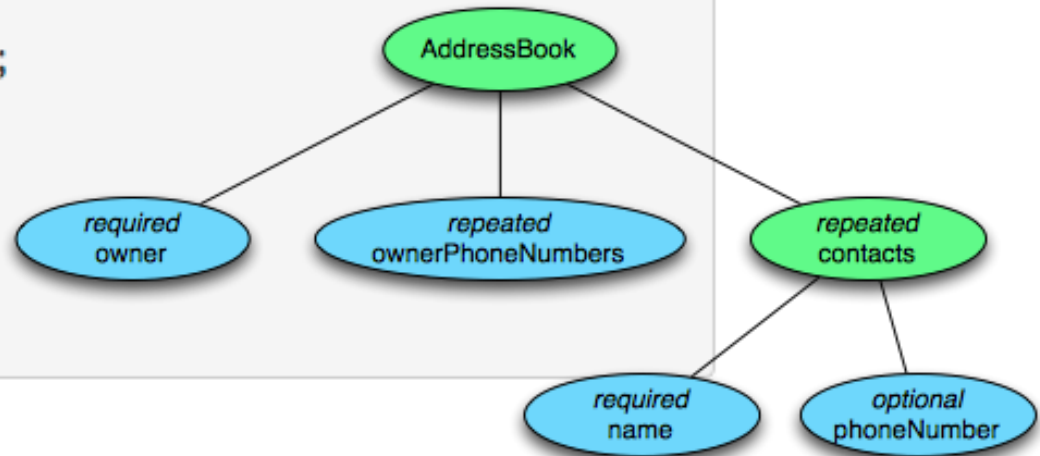 ;
AddressBook
required
owner
repeated
ownerPhoneNumbers
repeated
contacts
required
name
optional
phoneNumber